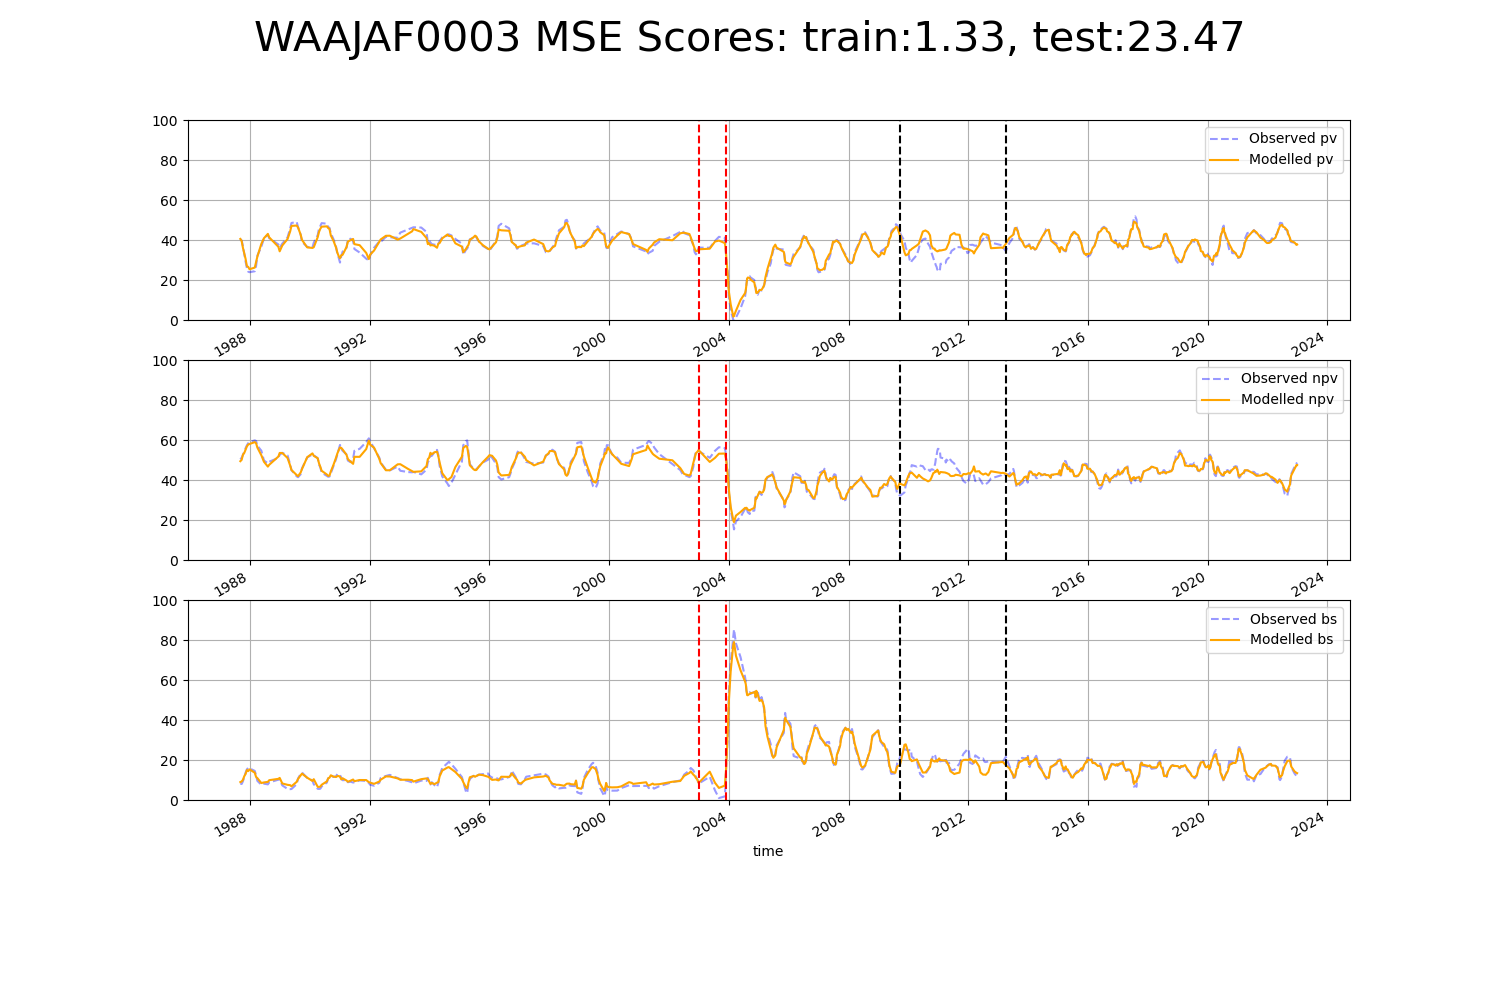 WAAJAF0003 MSE Scores: train:1.33, test:23.47
100
80
60
40
20
0
Observed pv
Modelled pv
1988 1992 1996 2000 2004 2008 2012 2016 2020 2024
100
80
60
40
20
0
Observed npv
Modelled npv
1988 1992 1996 2000 2004 2008 2012 2016 2020 2024
100
80
60
40
20
0
Observed bs
Modelled bs
1988 1992 1996 2000 2004 2008 2012 2016 2020 2024
time